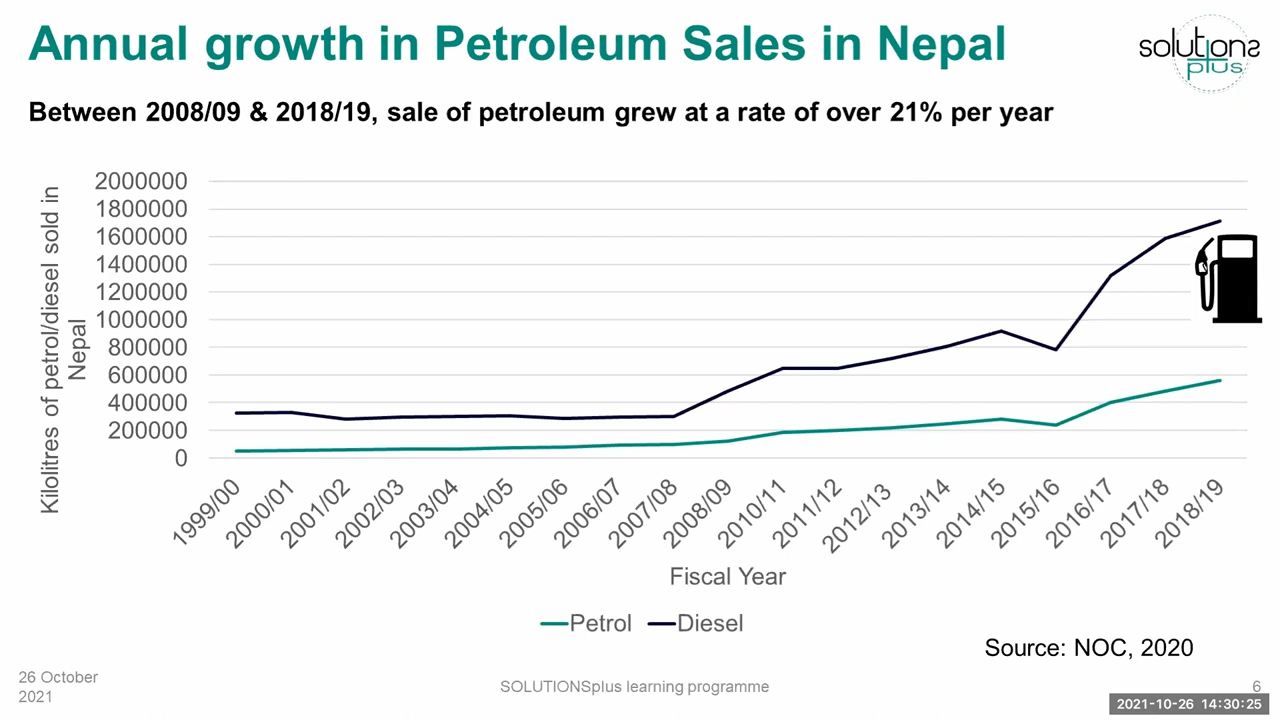 Annual growth in Petroleum Sales in Nepal
solutions
plus
Between 2008/09 & 2018/19, sale of petroleum grew at a rate of over 21% per year
Kilolitres of petrol/diesel sold in
Nepal
2000000
1800000
1600000
1400000
1200000
1000000
800000
600000
400000
200000
0
1999/00
2000/01
2001/02
2002/03
2003/04
2004/05
2005/06
2006/07
2007/08
2008/09
2010/11
2011/12
2012/13
2013/14
2014/15
2015/16
2016/17
2017/18
2018/19
Fiscal Year
Petrol
Diesel
Source: NOC, 2020
26 October
2021
SOLUTIONSplus learning programme
6
2021-10-26 14:30:25